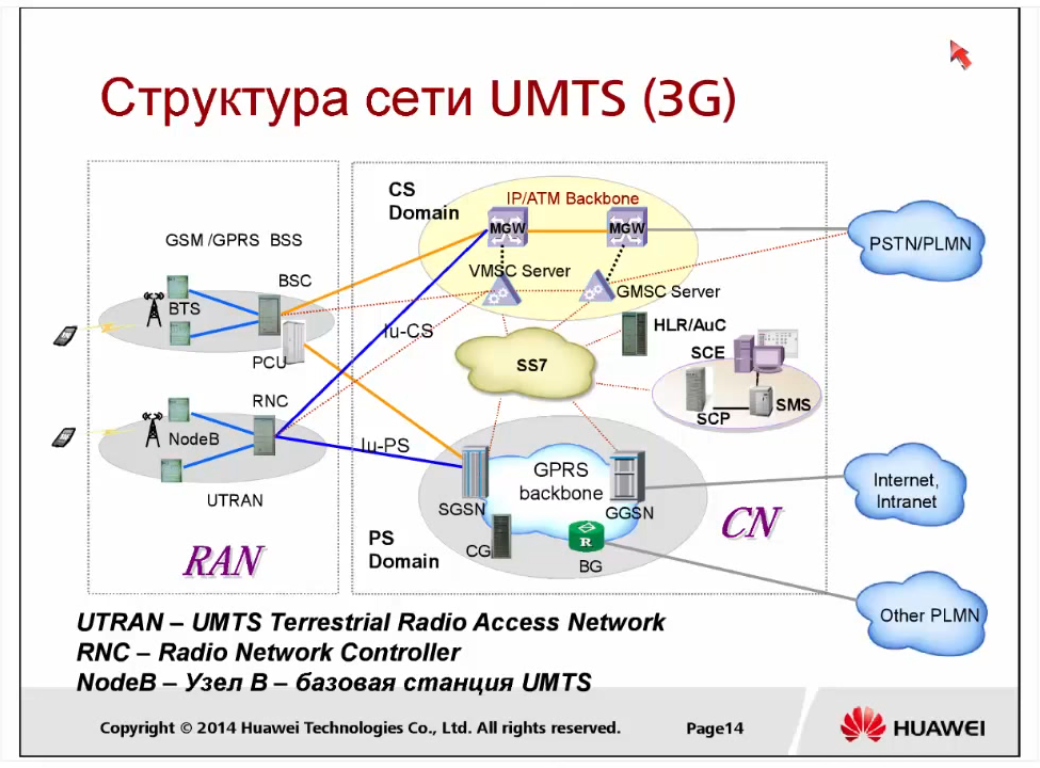 Структура сети UMTS (3G)
CS
Domain
IP/ATM Backbone
MGW
MGW
PSTN/PLMN
GSM /GPRS BSS
BSC
VMSC Server
GMSC Server
BTS
Iu-CS
HLR/AuC
PCU
SS7
SCE
SMS
SCP
RNC
NodeB
Iu-PS
GPRS
backbone
Internet,
Intranet
UTRAN
SGSN
GGSN
CN
PS
Domain
CG
R
BG
RAN
Other PLMN
UTRAN – UMTS Terrestrial Radio Access Network
RNC – Radio Network Controller
NodeB – Узел B – базовая станция UMTS
Copyright © 2014 Huawei Technologies Co., Ltd. All rights reserved.
Page14
HUAWEI